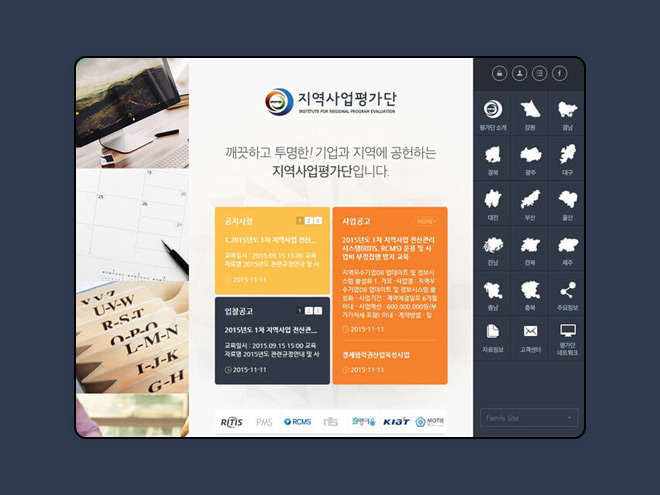 지역사업평가단
INSTITUTE FOR REGIONAL PROGRAM EVALUATION
깨끗하고 투명한! 기업과 지역에 공헌하는
지역사업평가단입니다.
공지사항
1 2 3
1.2015년도 1차 지역사업 전산...
교육일시 : 2015.09.15 15:00 교육
자료명 2015년도 관련규정안내 및 사
2015-11-11
입찰공고
1 2 3
2015년도 1차 지역사업 전산...
교육일시 : 2015.09.15 15:00 교육
자료명 2015년도 관련규정안내 및 사
2015-11-11
사업공고
MORE+
2015년도 1차 지역사업 전산관리
시스템(RITIS, RCMS) 운용 및 사
업비 부정집행 방지 교육
지역우수기업DB 업데이트 및 정보시
스템 활성화 1. 개요 -사업명 : 지역우
수기업DB 업데이트 및 정보시스템 활
성화 - 사업기간 : 계약체결일로 6개월
이내 - 사업예산 : 600,000,000원(부
가가치세 포함) 이내 - 계약방법 : 일
2015-11-11
경제협력권산업육성사업
2015-11-11
RITIS
PMS
RCMS
KIAT
MOTIE
평가단 소개
강원
경남
경북
광주
대구
대전
부산
울산
전남
전북
제주
충남
충북
주요정보
자료정보
고객센터
평가단
네트워크
Family Site
25
26
27
Y-Z
U-V-W
R-S-T
O-P-Q
L-M-N
I-J-K
G-H